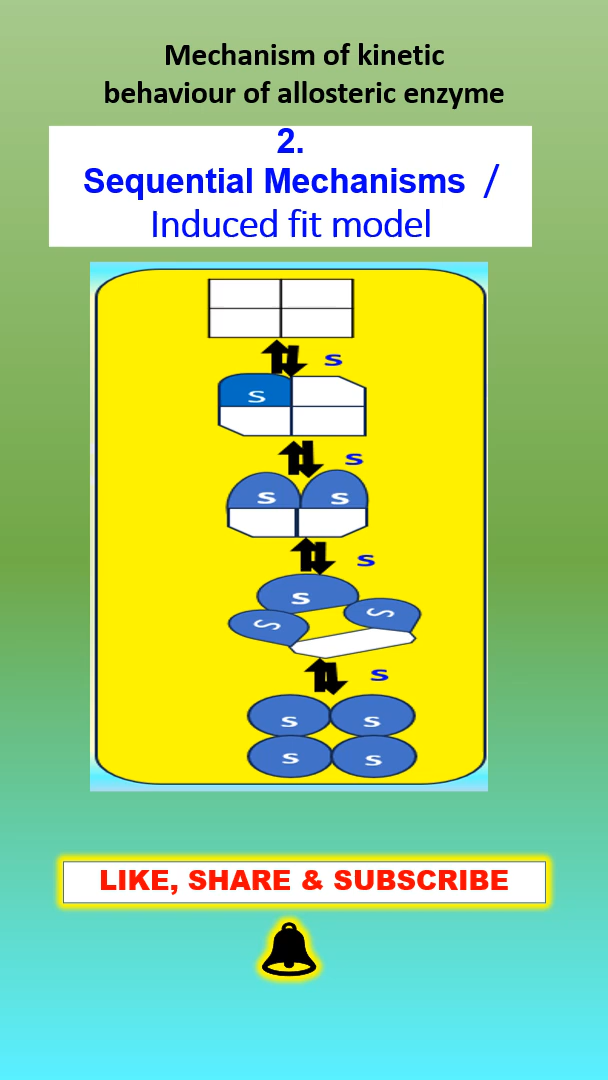 Mechanism of kinetic
behaviour of allosteric enzyme
2.
Sequential Mechanisms /
Induced fit model
s
s
s
s s
s
s
s
s
s
s s
s s
LIKE, SHARE & SUBSCRIBE